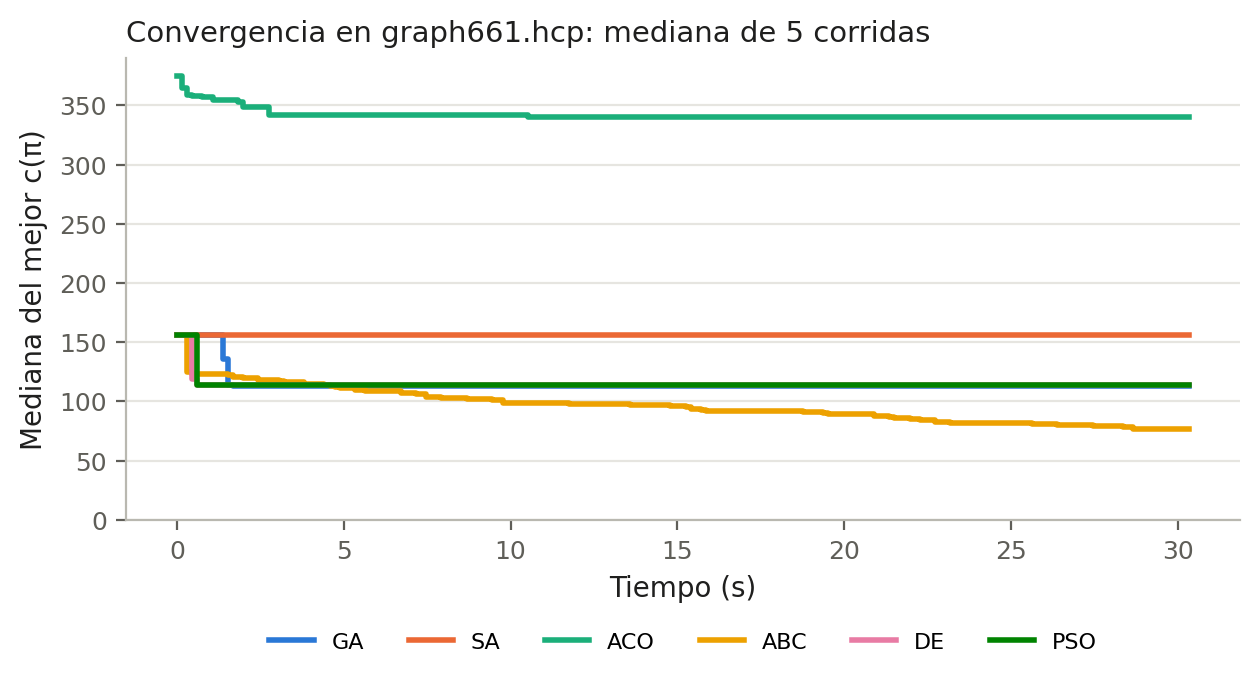 Convergencia en graph661.hcp: mediana de 5 corridas
Mediana del mejor c(π)
350
300
250
200
150
100
50
0
0 5 10 15 20 25 30
Tiempo (s)
GA SA ACO ABC DE PSO